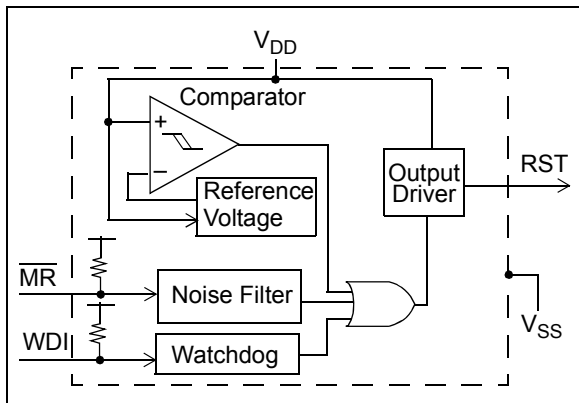 VDD
Comparator
+
−
Reference
Voltage
Output
Driver
RST
MR
Noise Filter
WDI
Watchdog
VSS